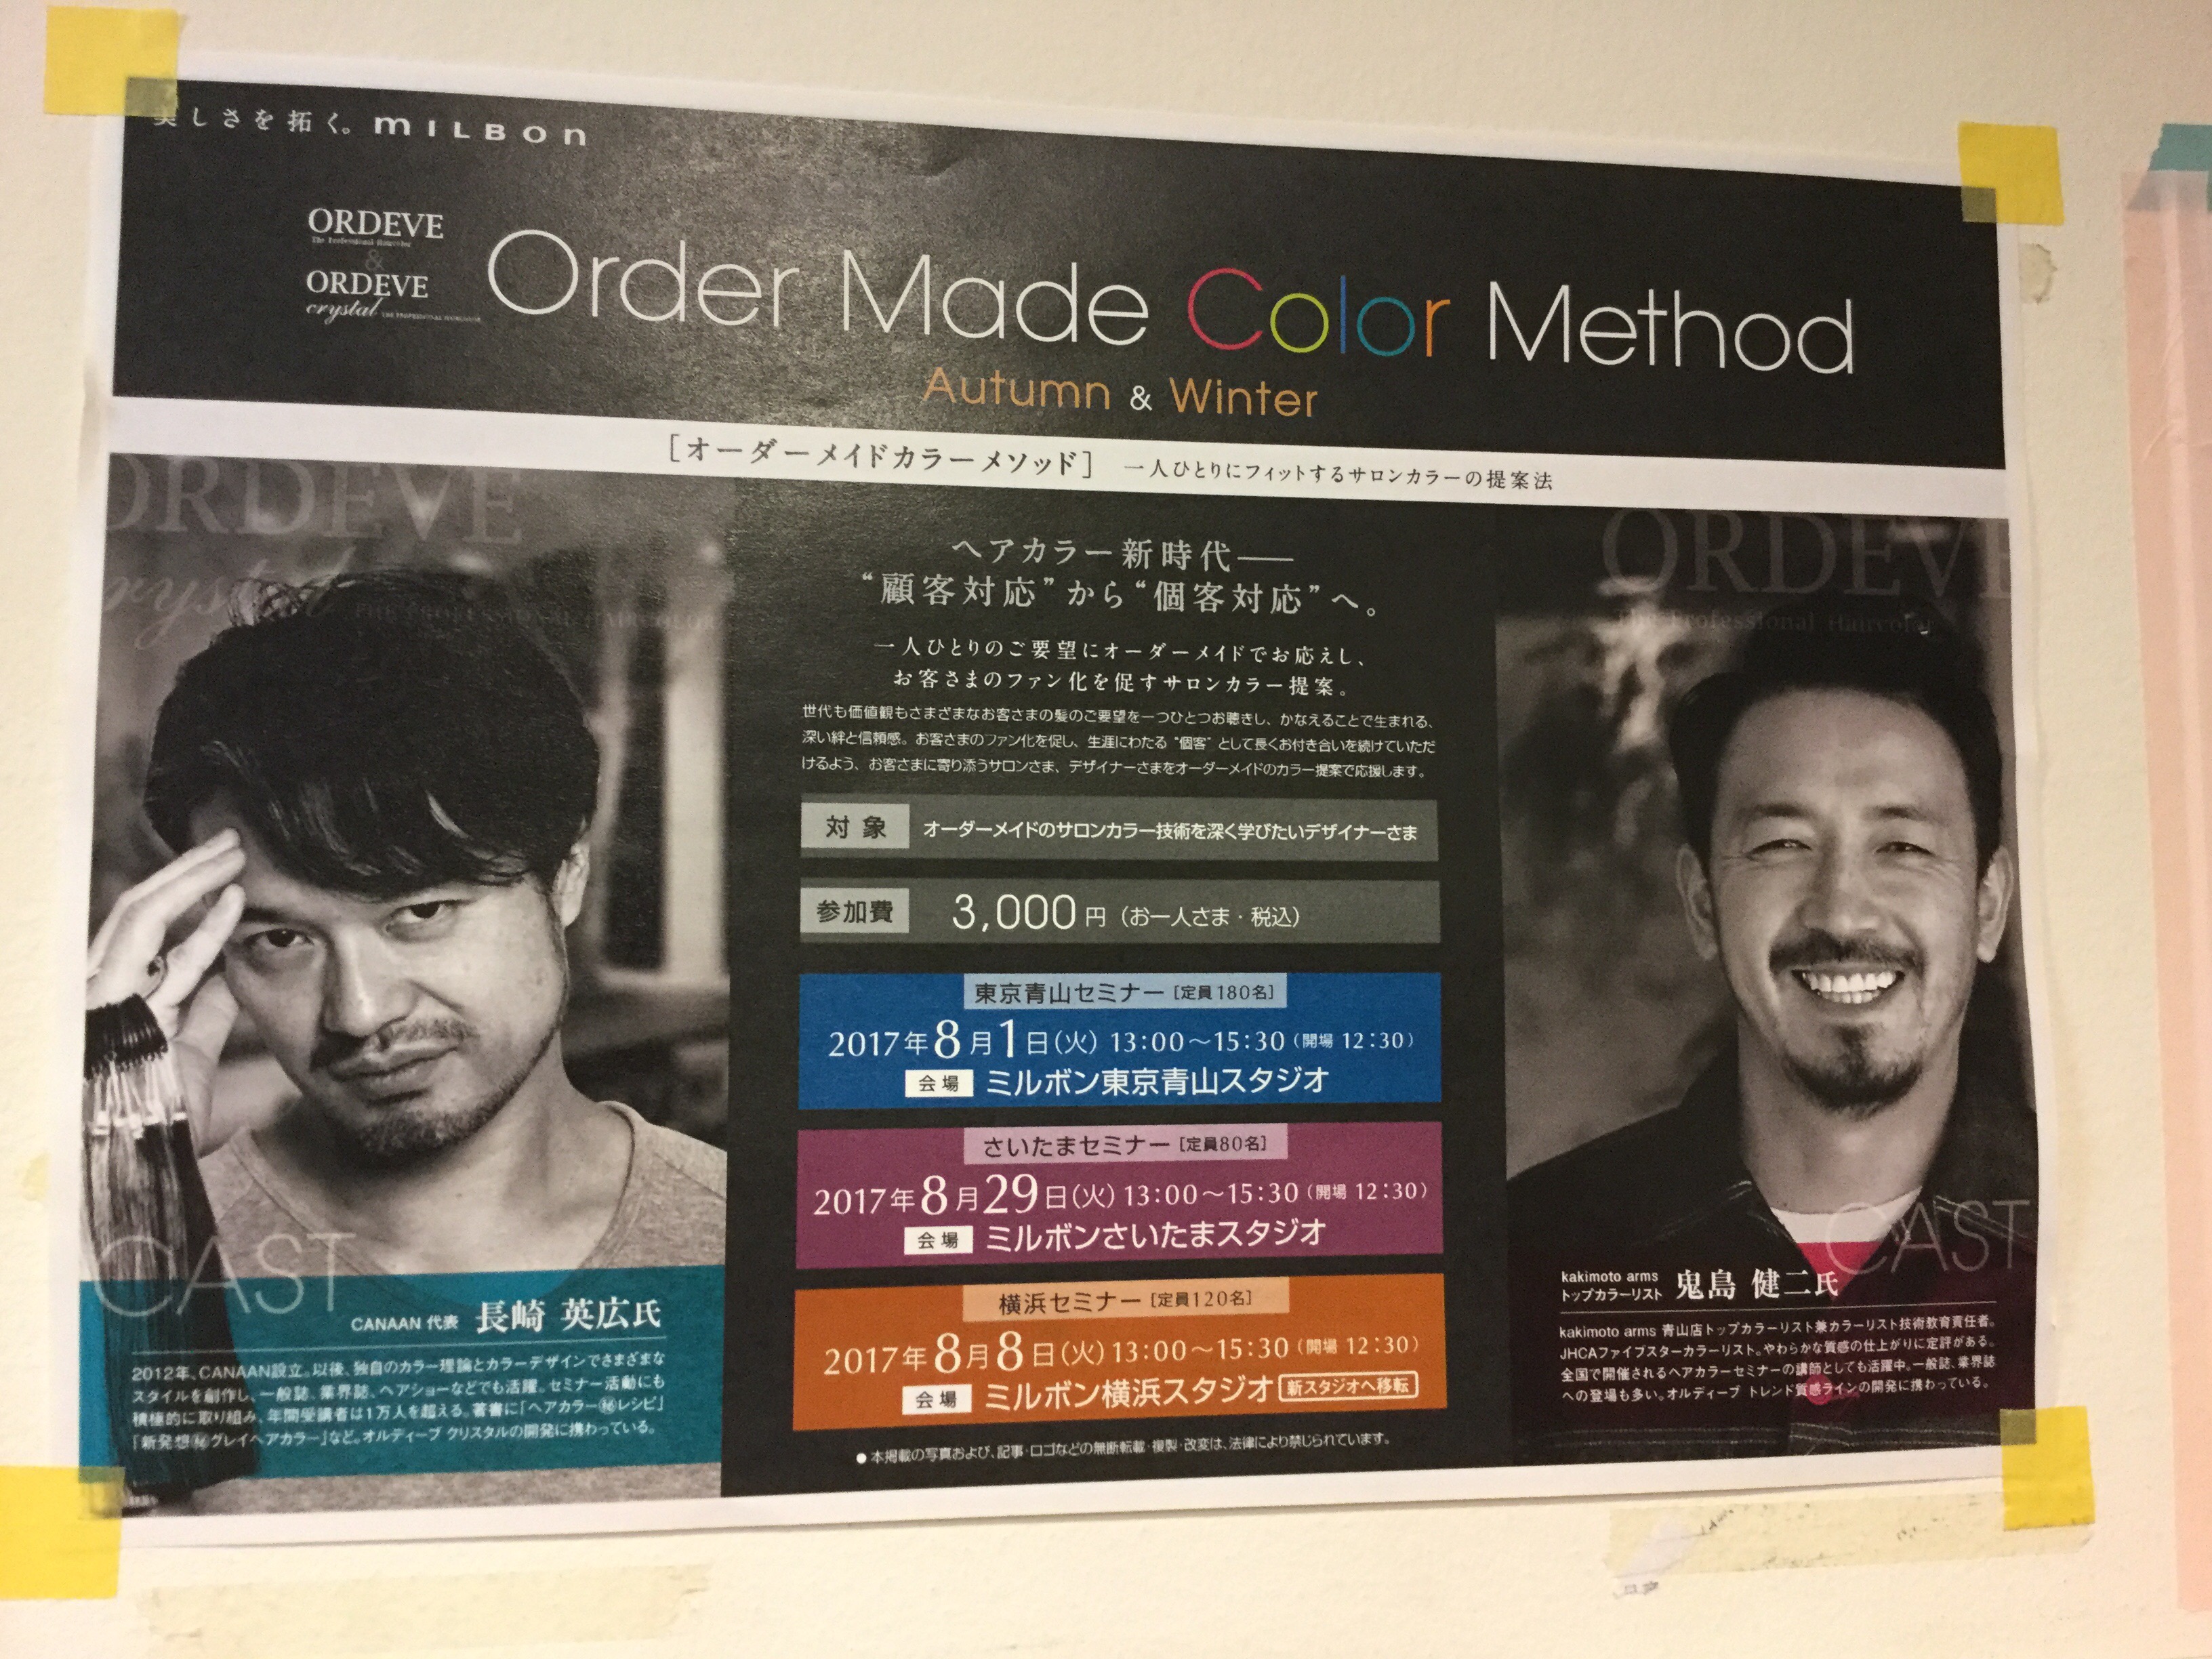 美しさを拓く。 MILBON
ORDEVE
The Professional Haircolor
&
ORDEVE
crystal THE PROFESSIONAL HAIRCOLOR
Order Made Color Method
Autumn & Winter
[オーダーメイドカラーメソッド] 一人ひとりにフィットするサロンカラーの提案法
ORDEVE
crystal THE PROFESSIONAL HAIRCOLOR
ヘアカラー新時代――
“顧客対応”から“個客対応”へ。
一人ひとりのご要望にオーダーメイドでお応えし、
お客さまのファン化を促すサロンカラー提案。
世代も価値観もさまざまなお客さまの髪のご要望を一つひとつお聴きし、かなえることで生まれる、
深い絆と信頼感。お客さまのファン化を促し、生涯にわたる“個客”として長くお付き合いを続けていただ
けるよう、お客さまに寄り添うサロンさま、デザイナーさまをオーダーメイドのカラー提案で応援します。
対象 オーダーメイドのサロンカラー技術を深く学びたいデザイナーさま
参加費 3,000円(お一人さま・税込)
東京青山セミナー[定員180名]
2017年8月1日(火) 13:00~15:30(開場 12:30)
会場 ミルボン東京青山スタジオ
さいたまセミナー[定員80名]
2017年8月29日(火) 13:00~15:30(開場 12:30)
会場 ミルボンさいたまスタジオ
横浜セミナー[定員120名]
2017年8月8日(火) 13:00~15:30(開場 12:30)
会場 ミルボン横浜スタジオ 新スタジオへ移転
●本掲載の写真および、記事・ロゴなどの無断転載・複製・改変は、法律により禁じられています。
CAST
CANAAN 代表 長崎 英広氏
2012年、CANAAN設立。以後、独自のカラー理論とカラーデザインでさまざまな
スタイルを創作し、一般誌、業界誌、ヘアショーなどでも活躍。セミナー活動にも
積極的に取り組み、年間受講者は1万人を超える。著書に「ヘアカラー㊙レシピ」
「新発想㊙グレイヘアカラー」など。オルディーブ クリスタルの開発に携わっている。
ORDEVE
The Professional Haircolor
CAST
kakimoto arms
トップカラーリスト 鬼島 健二氏
kakimoto arms 青山店トップカラーリスト兼カラーリスト技術教育責任者。
JHCAファイブスターカラーリスト。やわらかな質感の仕上がりに定評がある。
全国で開催されるヘアカラーセミナーの講師としても活躍中。一般誌、業界誌
への登場も多い。オルディーブ トレンド質感ラインの開発に携わっている。